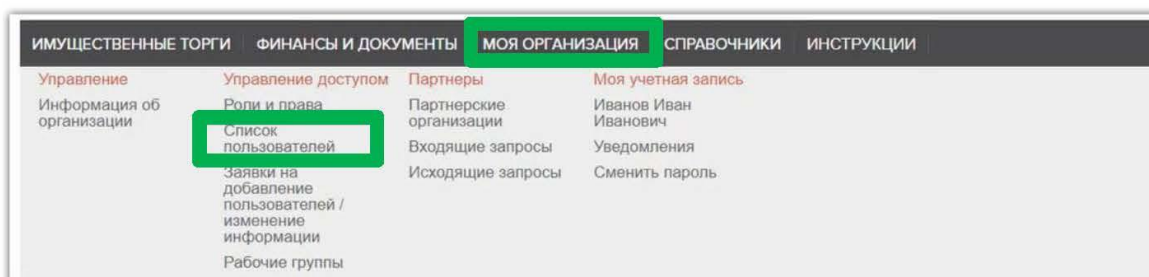 ИМУЩЕСТВЕННЫЕ ТОРГИ ФИНАНСЫ И ДОКУМЕНТЫ МОЯ ОРГАНИЗАЦИЯ СПРАВОЧНИКИ ИНСТРУКЦИИ
Управление
Информация об
организации
Управление доступом
Роли и права
Список
пользователей
Заявки на
добавление
пользователей /
изменение
информации
Рабочие группы
Партнеры
Партнерские
организации
Входящие запросы
Исходящие запросы
Моя учетная запись
Иванов Иван
Иванович
Уведомления
Сменить пароль